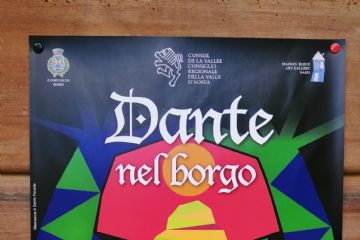 COMUNE DI
BARD
CONSEIL
DE LA VALLEE
CONSIGLIO
REGIONALE
DELLA VALLE
D'AOSTA
MAISON BLEUE
ART GALLERY
BARD
Dante
nel borgo